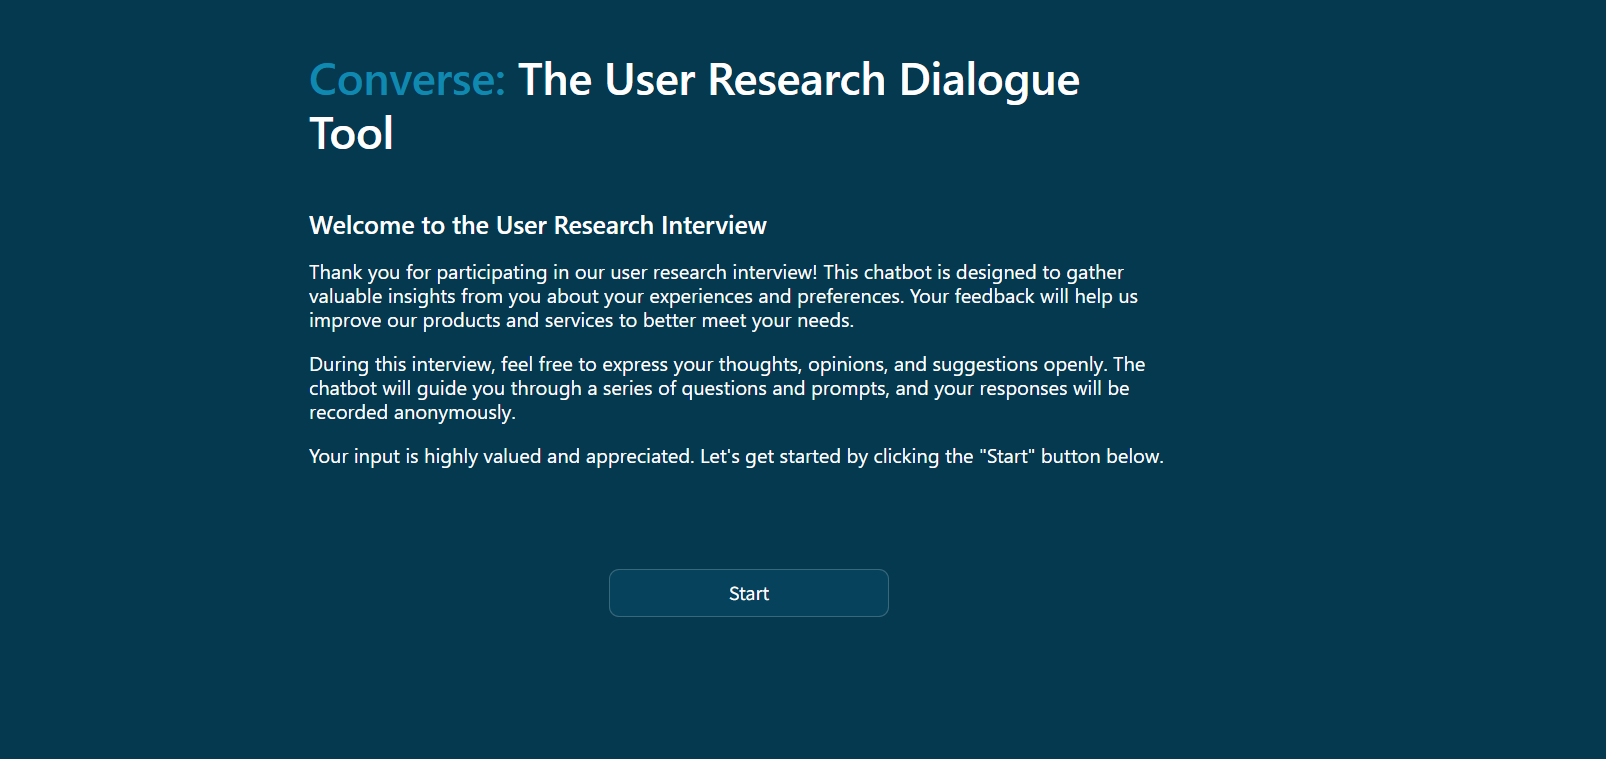 Converse: The User Research Dialogue
Tool
Welcome to the User Research Interview
Thank you for participating in our user research interview! This chatbot is designed to gather
valuable insights from you about your experiences and preferences. Your feedback will help us
improve our products and services to better meet your needs.
During this interview, feel free to express your thoughts, opinions, and suggestions openly. The
chatbot will guide you through a series of questions and prompts, and your responses will be
recorded anonymously.
Your input is highly valued and appreciated. Let's get started by clicking the "Start" button below.
Start